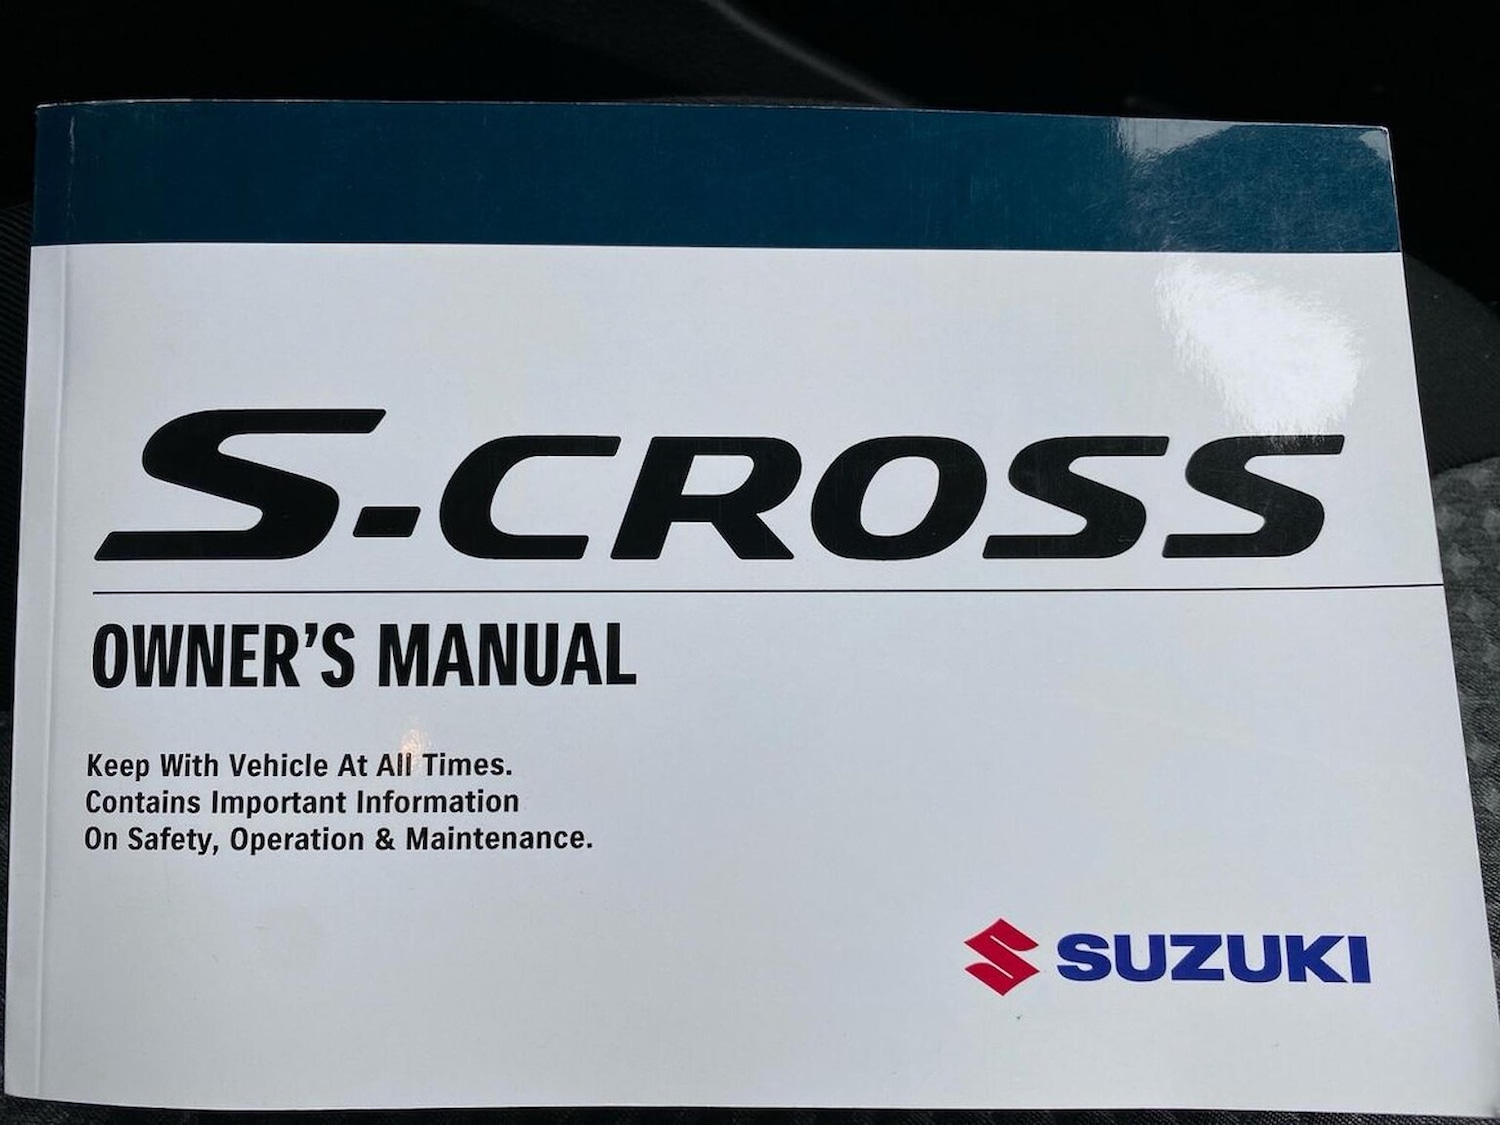 S-CROSS
OWNER'S MANUAL
Keep With Vehicle At All Times.
Contains Important Information
On Safety, Operation & Maintenance.
SUZUKI